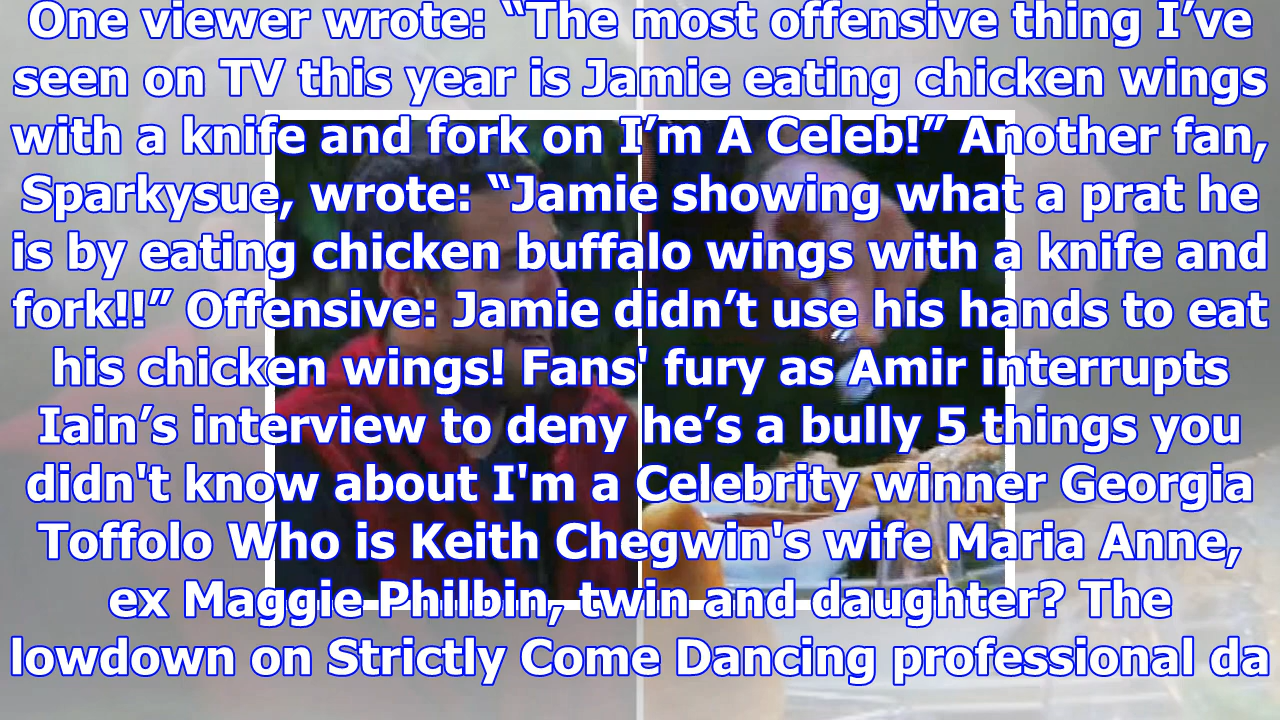 One viewer wrote: “The most offensive thing I’ve
seen on TV this year is Jamie eating chicken wings
with a knife and fork on I’m A Celeb!” Another fan,
Sparkysue, wrote: “Jamie showing what a prat he
is by eating chicken buffalo wings with a knife and
fork!!” Offensive: Jamie didn’t use his hands to eat
his chicken wings! Fans' fury as Amir interrupts
Iain’s interview to deny he’s a bully 5 things you
didn't know about I'm a Celebrity winner Georgia
Toffolo Who is Keith Chegwin's wife Maria Anne,
ex Maggie Philbin, twin and daughter? The
lowdown on Strictly Come Dancing professional da